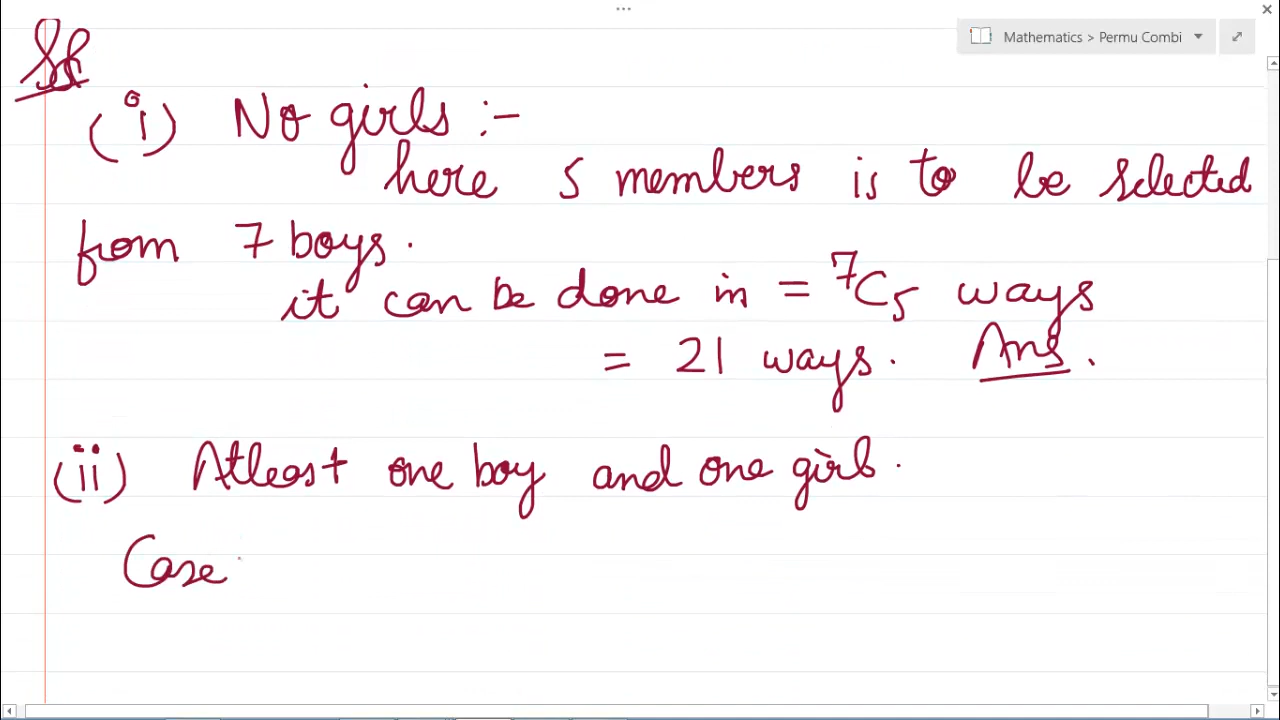 Mathematics > Permu Combi
Sol
(i) No girls :-
here 5 members is to be selected
from 7 boys.
it can be done in = ⁷C₅ ways
= 21 ways. Ans.
(ii) Atleast one boy and one girl.
Case